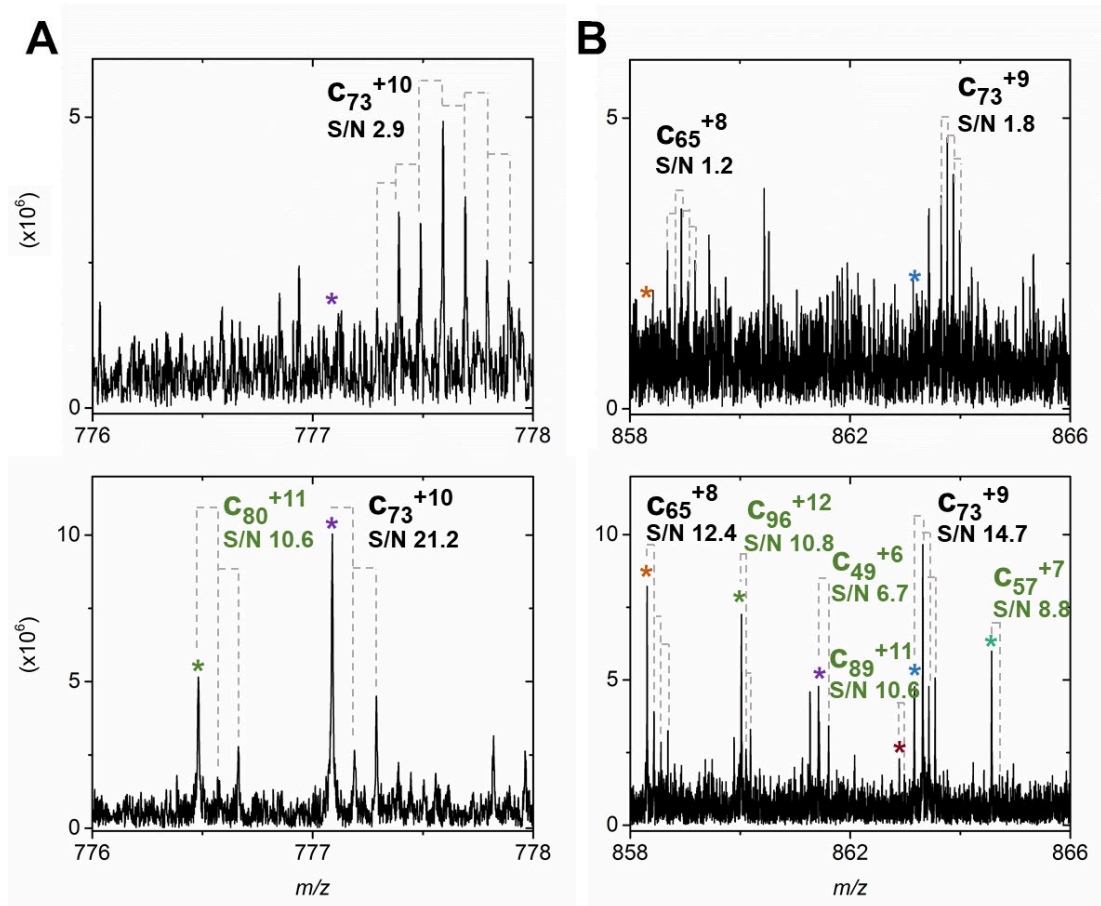 A
B
(x10⁶)
5
0
C₇₃⁺¹⁰
S/N 2.9
*
776
777
778
5
0
C₆₅⁺⁸
S/N 1.2
C₇₃⁺⁹
S/N 1.8
*
*
858
862
866
(x10⁶)
10
5
0
C₈₀⁺¹¹
S/N 10.6
C₇₃⁺¹⁰
S/N 21.2
*
*
776
777
778
m/z
10
5
0
C₆₅⁺⁸
S/N 12.4
C₉₆⁺¹²
S/N 10.8
C₄₉⁺⁶
S/N 6.7
C₈₉⁺¹¹
S/N 10.6
C₇₃⁺⁹
S/N 14.7
C₅₇⁺⁷
S/N 8.8
*
*
*
*
*
*
858
862
866
m/z